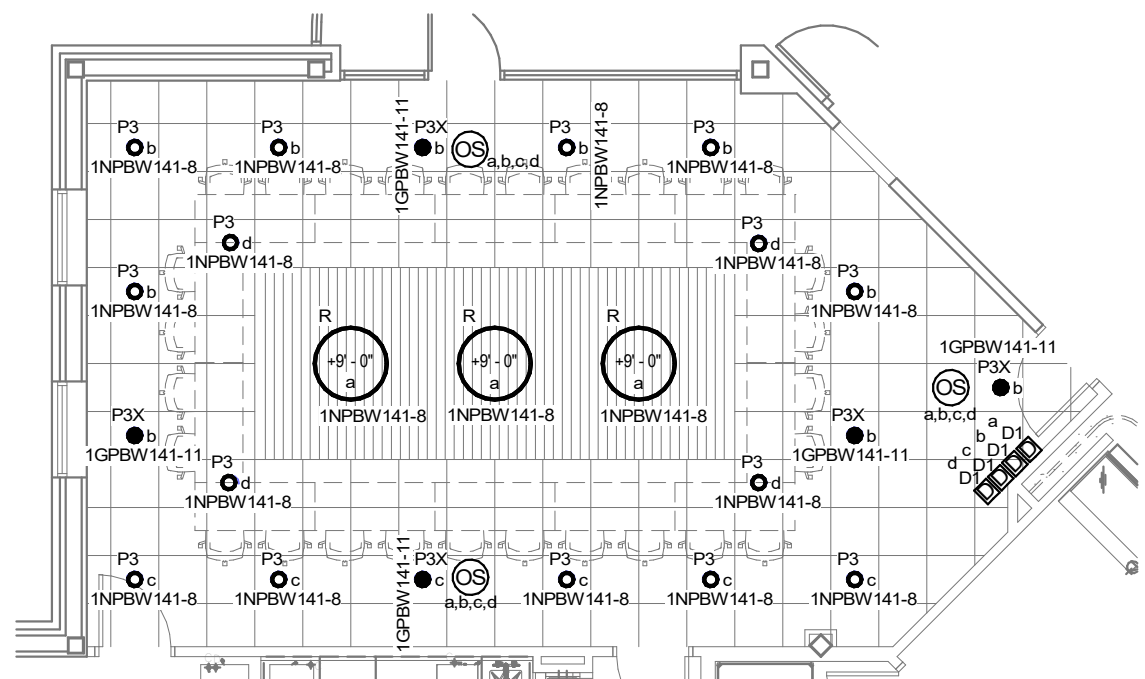 P3
b
1NPBW141-8
P3
b
1NPBW141-8
1GPBW141-11
P3X
b
OS
a,b,c,d
P3
b
1NPBW141-8
P3
b
1NPBW141-8
P3
d
1NPBW141-8
P3
d
1NPBW141-8
P3
b
1NPBW141-8
P3
b
1NPBW141-8
R
+9' - 0"
a
1NPBW141-8
R
+9' - 0"
a
1NPBW141-8
R
+9' - 0"
a
1NPBW141-8
1GPBW141-11
P3X
b
OS
a,b,c,d
P3X
b
1GPBW141-11
P3X
b
1GPBW141-11
a
D1
b
D1
c
D1
d
D1
D
D
D
D
P3
d
1NPBW141-8
P3
d
1NPBW141-8
P3
c
1NPBW141-8
P3
c
1NPBW141-8
1GPBW141-11
P3X
c
OS
a,b,c,d
P3
c
1NPBW141-8
P3
c
1NPBW141-8
P3
c
1NPBW141-8